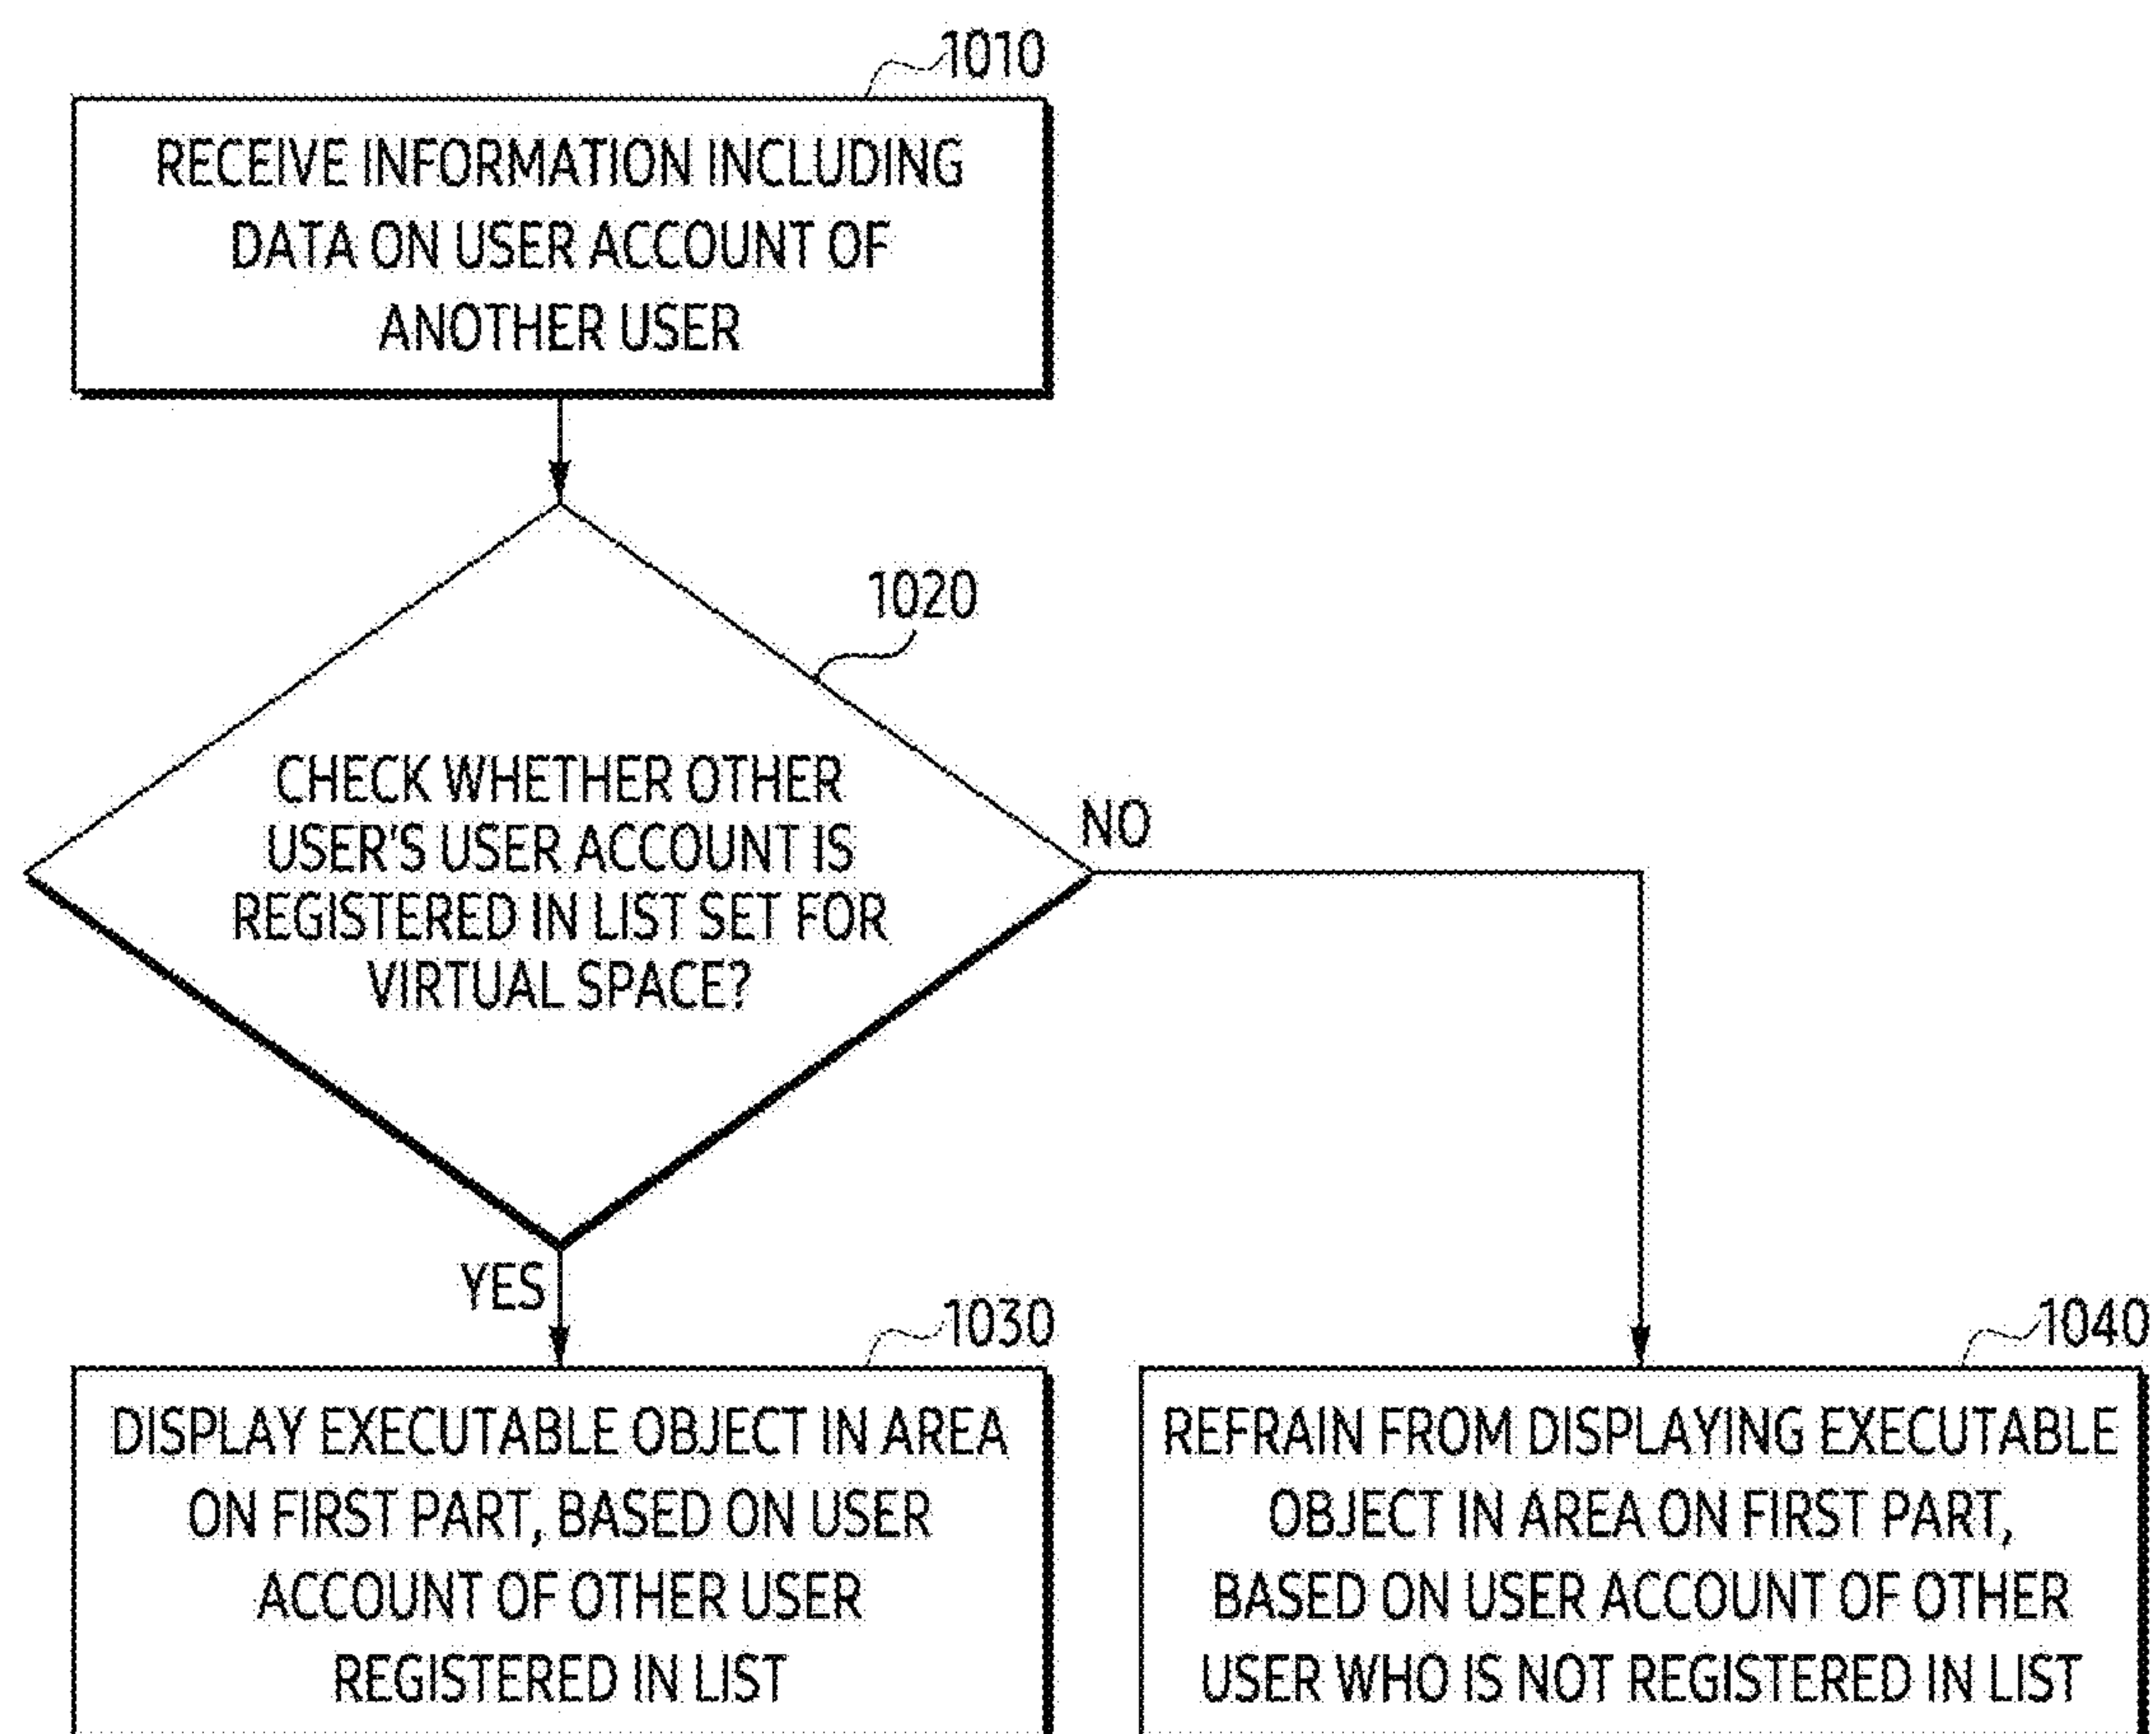 1010
RECEIVE INFORMATION INCLUDING
DATA ON USER ACCOUNT OF
ANOTHER USER
1020
CHECK WHETHER OTHER
USER'S USER ACCOUNT IS
REGISTERED IN LIST SET FOR
VIRTUAL SPACE?
NO
YES
1030
DISPLAY EXECUTABLE OBJECT IN AREA
ON FIRST PART, BASED ON USER
ACCOUNT OF OTHER USER
REGISTERED IN LIST
1040
REFRAIN FROM DISPLAYING EXECUTABLE
OBJECT IN AREA ON FIRST PART,
BASED ON USER ACCOUNT OF OTHER
USER WHO IS NOT REGISTERED IN LIST